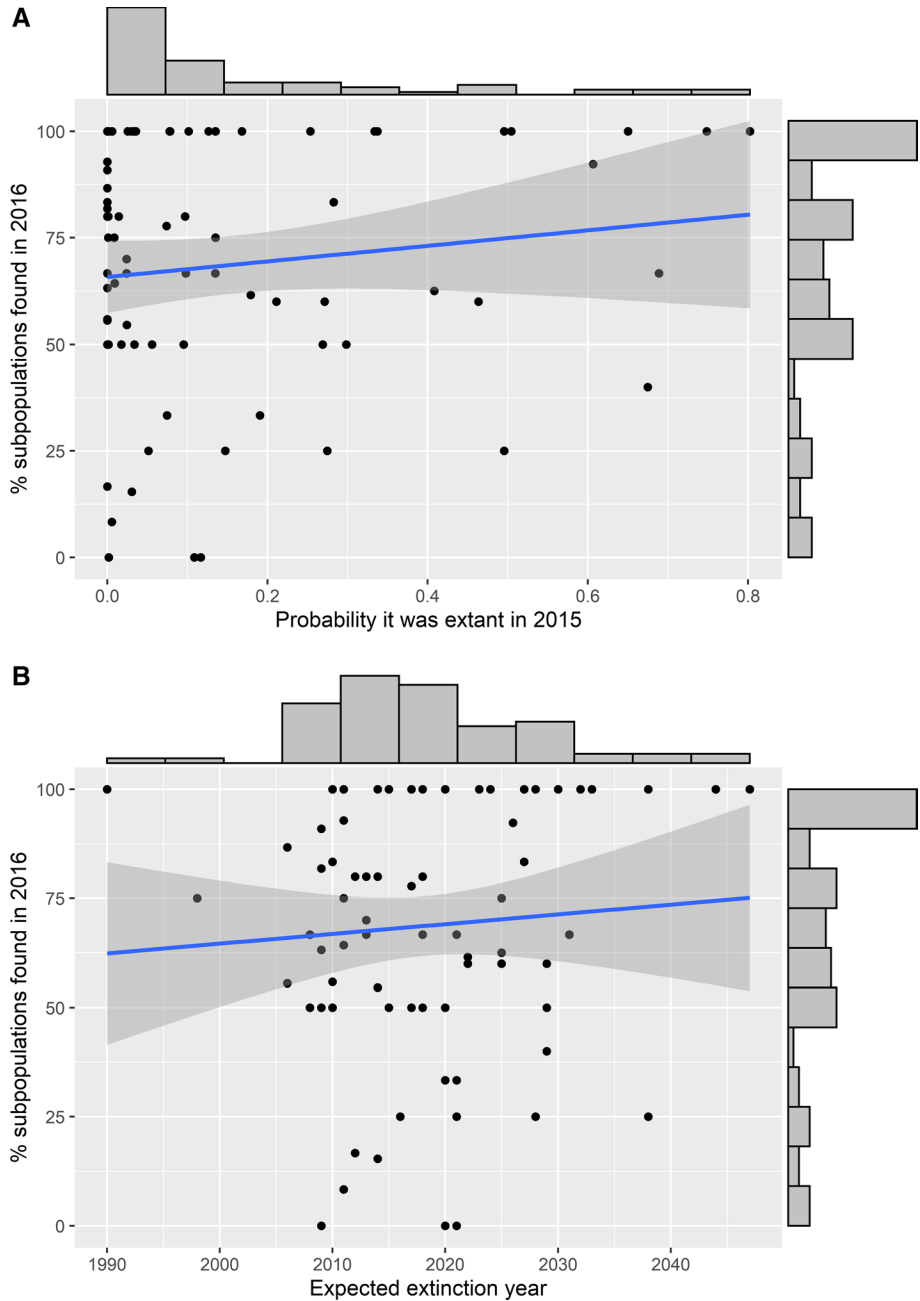 A
% subpopulations found in 2016
100
75
50
25
0
0.0 0.2 0.4 0.6 0.8
Probability it was extant in 2015
B
% subpopulations found in 2016
100
75
50
25
0
1990 2000 2010 2020 2030 2040
Expected extinction year